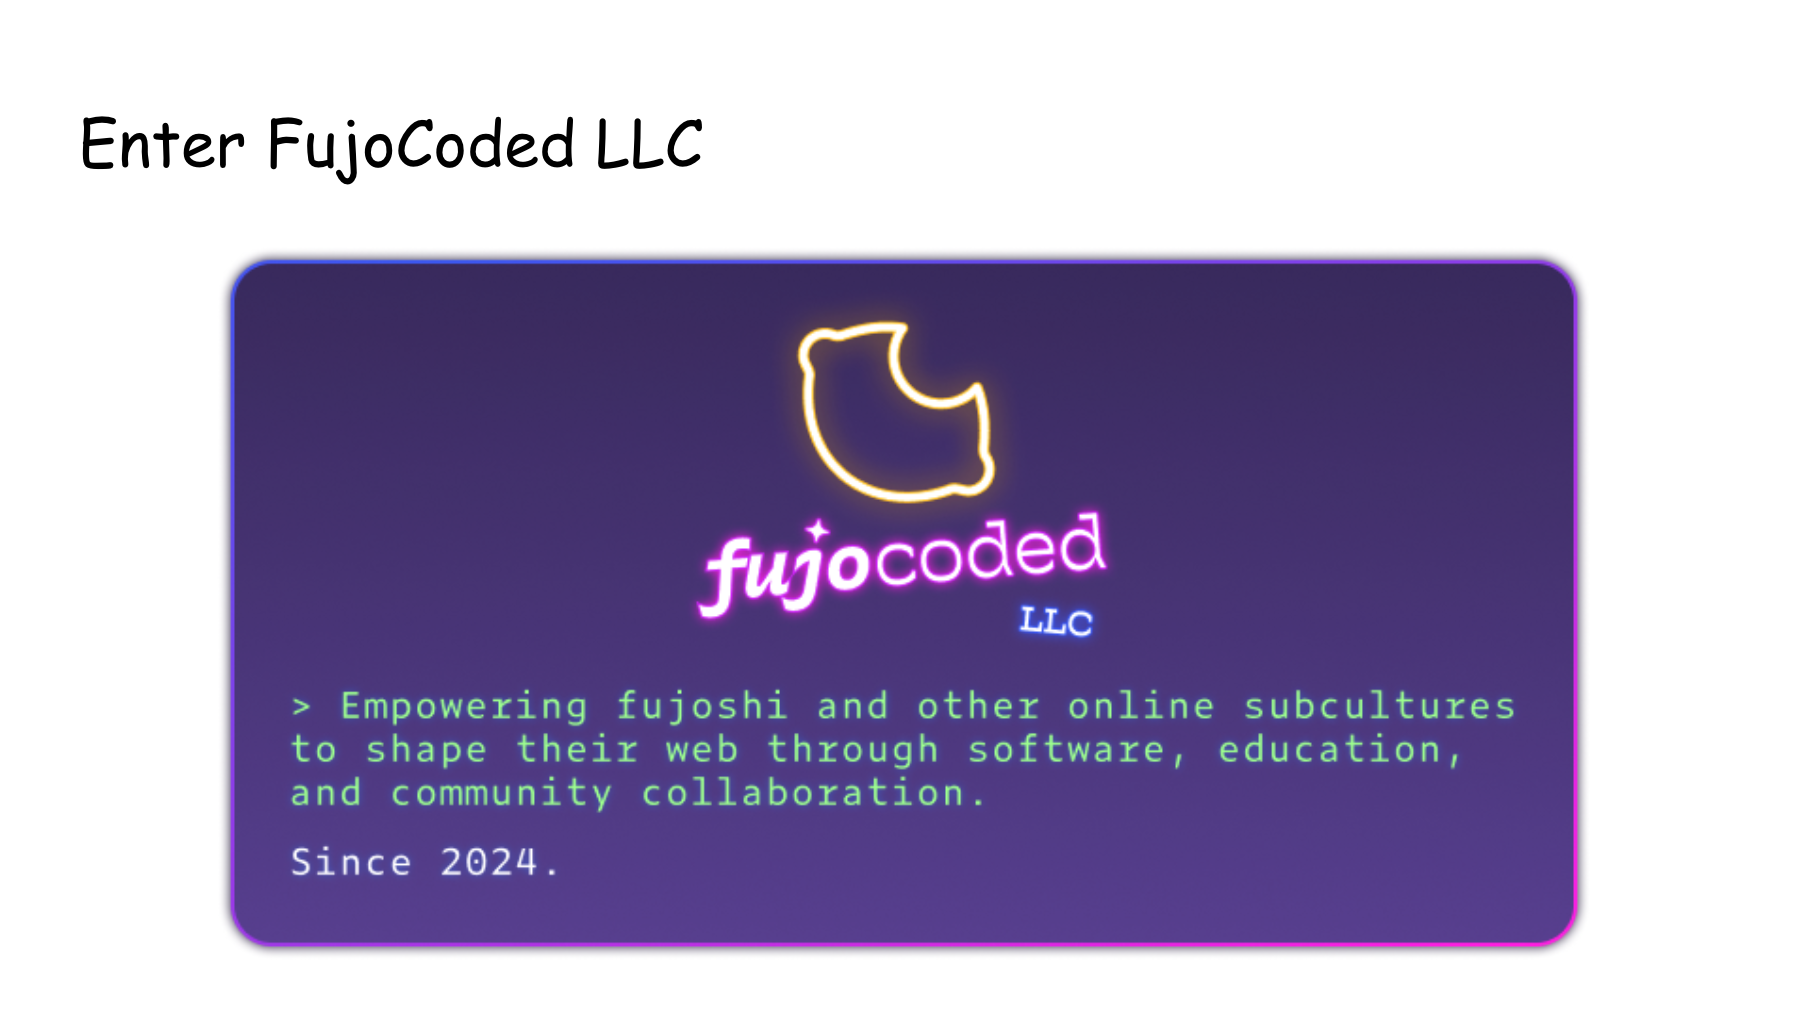 Enter FujoCoded LLC
fujocoded
LLC
> Empowering fujoshi and other online subcultures
to shape their web through software, education,
and community collaboration.
Since 2024.